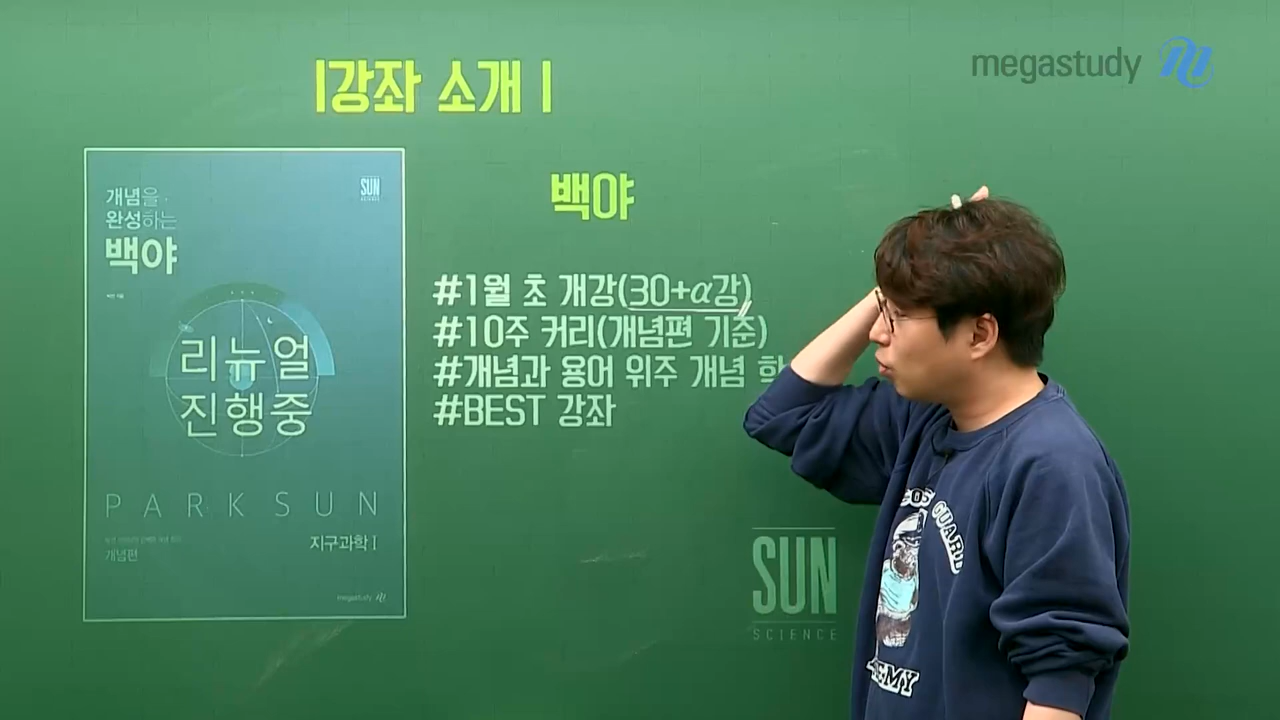 megastudy
|강좌 소개|
개념을
완성하는
백야
SUN
SCIENCE
리뉴얼
진행중
PARK SUN
지구과학 I
개념편
megastudy
백야
#1월 초 개강(30+α강)
#10주 커리(개념편 기준)
#개념과 용어 위주 개념 학
#BEST 강좌
SUN
SCIENCE
GUARD